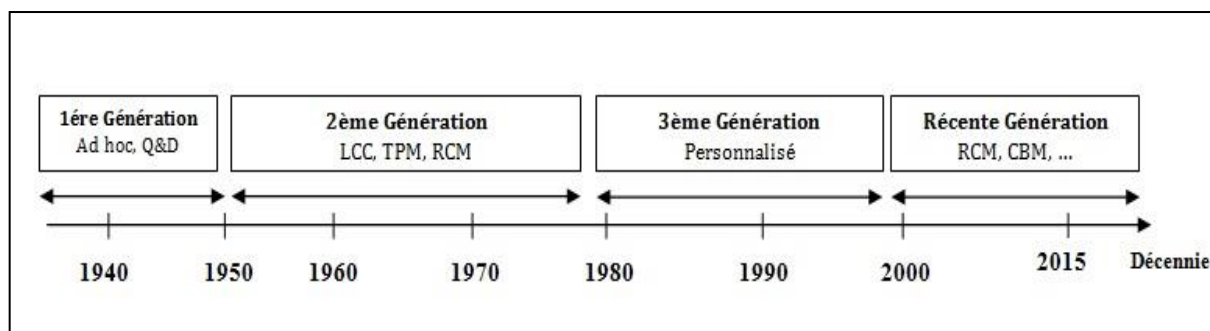 1ére Génération
Ad hoc, Q&D
2ème Génération
LCC, TPM, RCM
3ème Génération
Personnalisé
Récente Génération
RCM, CBM, ...
1940
1950
1960
1970
1980
1990
2000
2015
Décennie